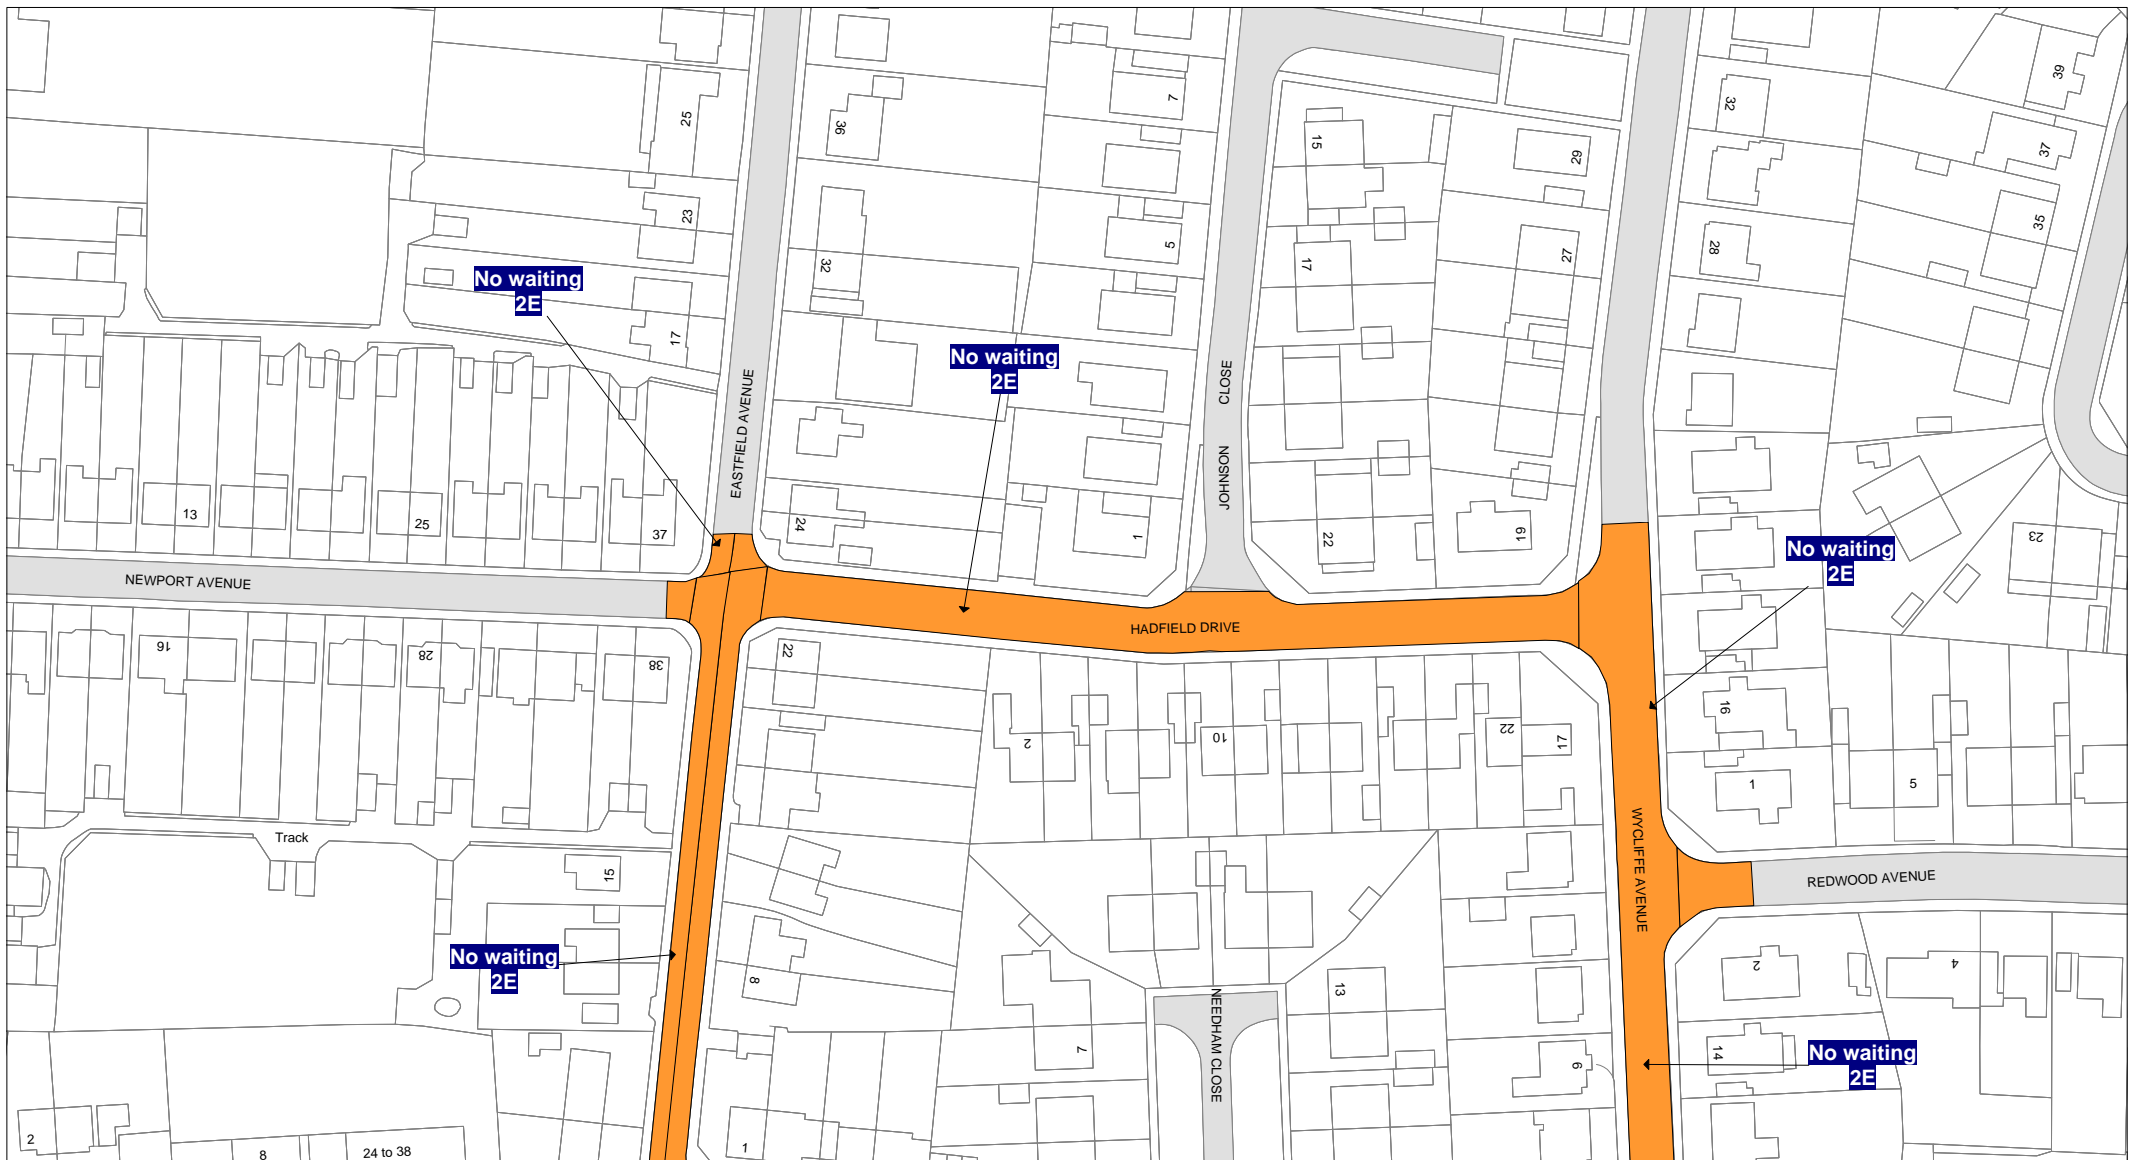 39
25
7
32
36
15
29
37
23
35
5
32
17
27
28
No waiting
2E
17
No waiting
2E
CLOSE
EASTFIELD AVENUE
JOHNSON
13
25
37
24
1
22
19
23
No waiting
2E
NEWPORT AVENUE
HADFIELD DRIVE
16
28
38
22
2
10
22
17
16
1
5
WYCLIFFE AVENUE
Track
15
REDWOOD AVENUE
No waiting
2E
8
13
2
4
NEEDHAM CLOSE
7
9
14
No waiting
2E
2
8
24 to 38
1